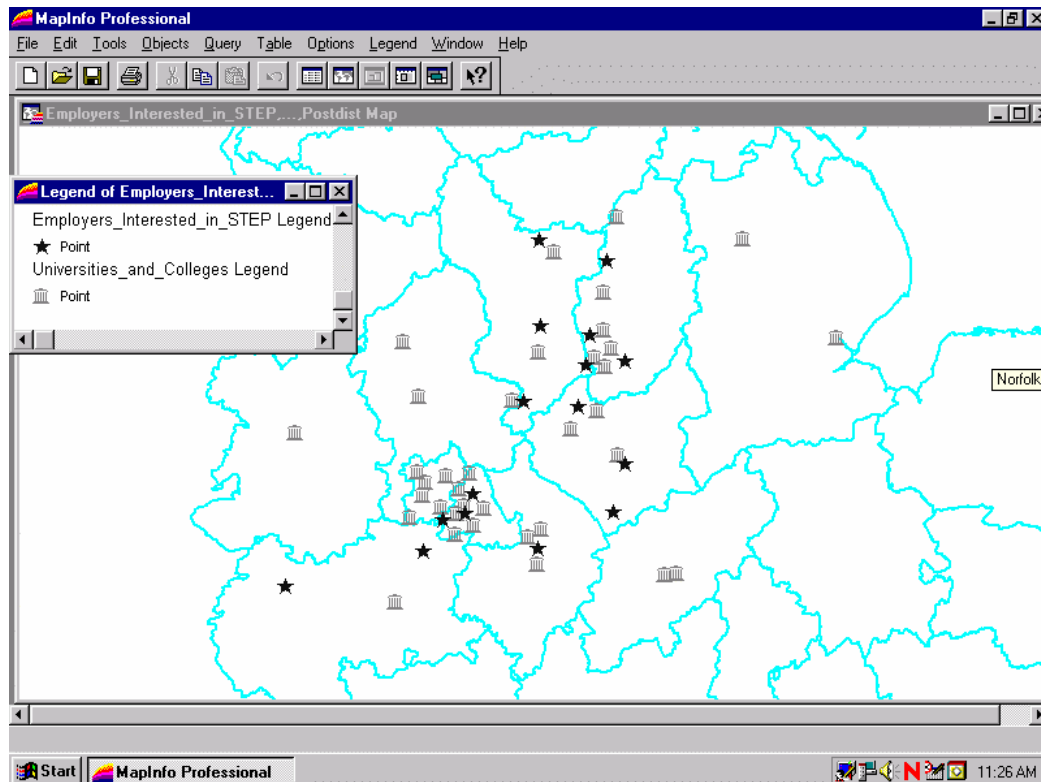 MapInfo Professional
File Edit Tools Objects Query Table Options Legend Window Help
Employers_Interested_in_STEP,...,Postdist Map
Legend of Employers_Interest...
Employers_Interested_in_STEP Legend
Point
Universities_and_Colleges Legend
Point
Norfolk
Start MapInfo Professional N 11:26 AM